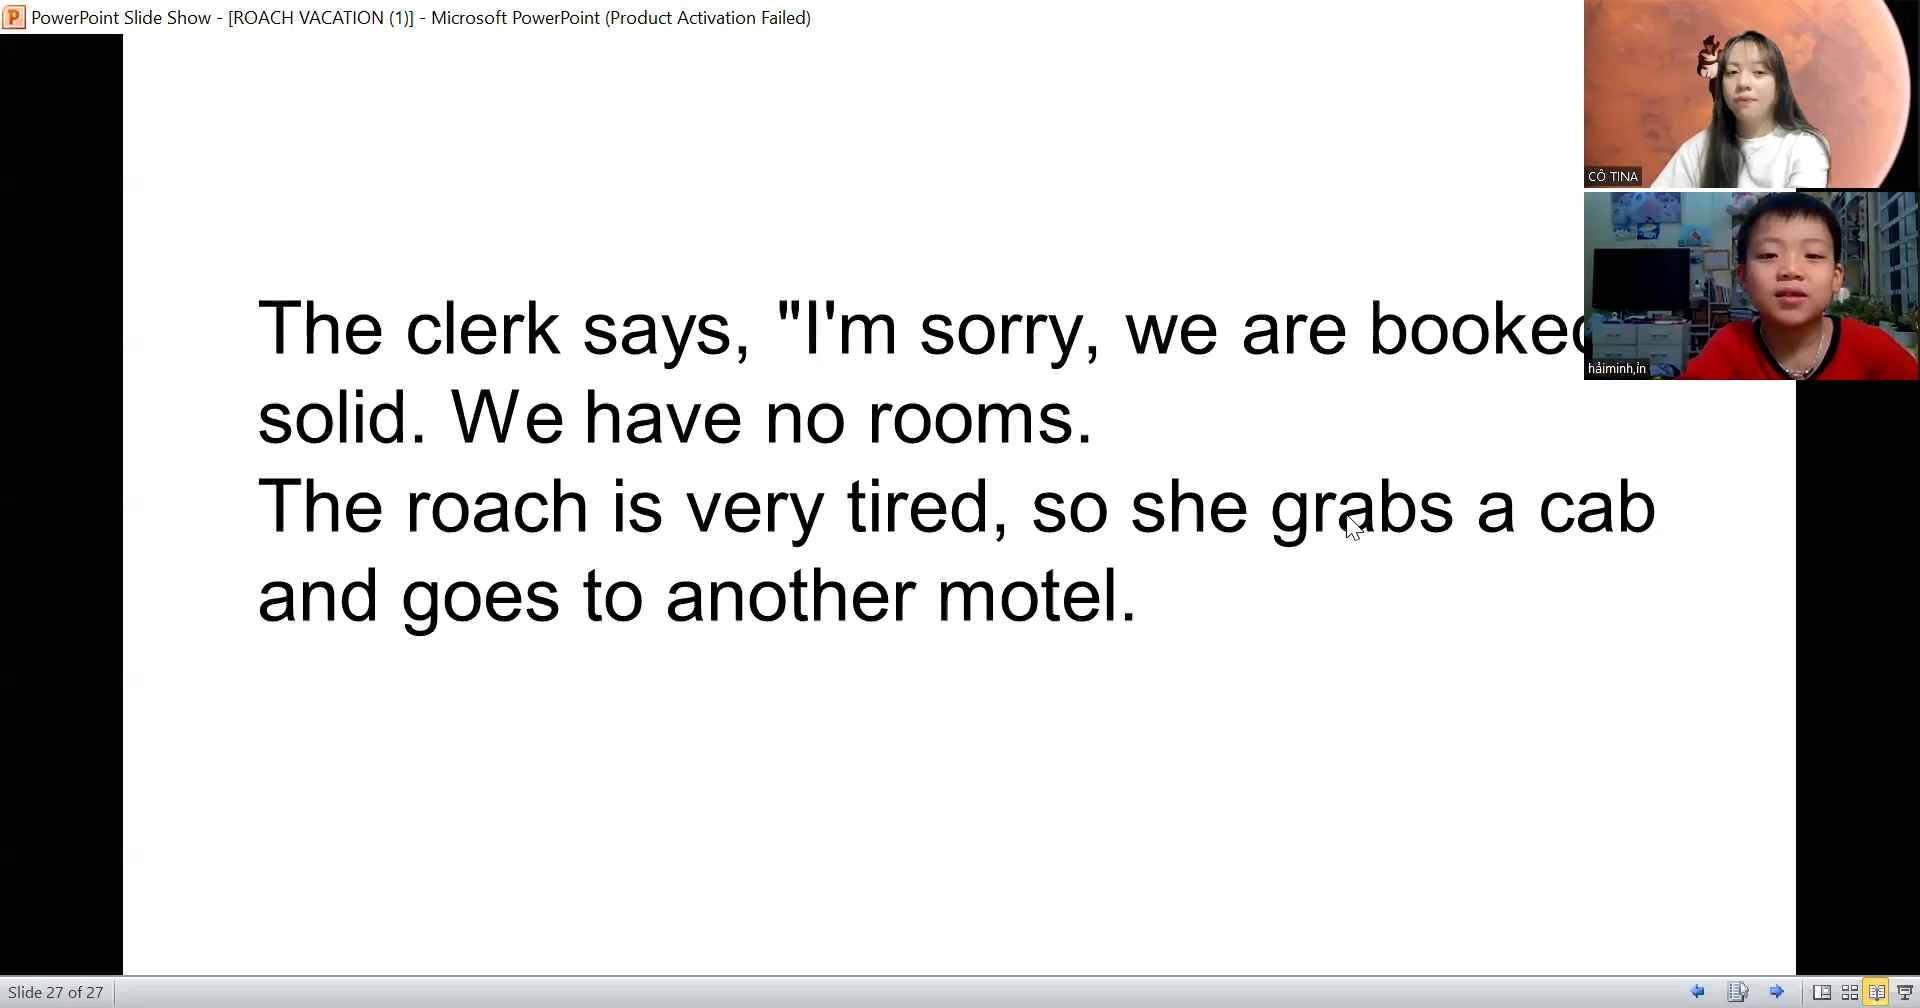 PowerPoint Slide Show - [ROACH VACATION (1)] - Microsoft PowerPoint (Product Activation Failed)
CÔ TINA
hảiminh,ỉn
The clerk says, "I'm sorry, we are booked
solid. We have no rooms.
The roach is very tired, so she grabs a cab
and goes to another motel.
Slide 27 of 27